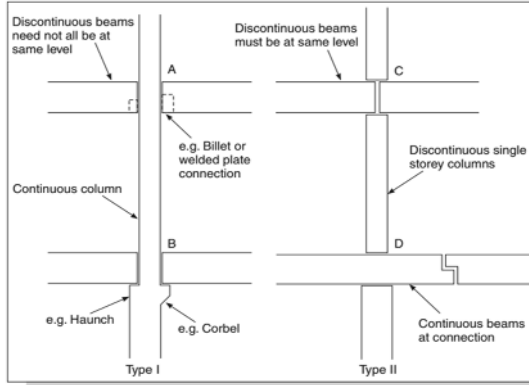 Discontinuous beams
need not all be at
same level
A
e.g. Billet or
welded plate
connection
Continuous column
B
e.g. Haunch
e.g. Corbel
Type I
Discontinuous beams
must be at same level
C
Discontinuous single
storey columns
D
Continuous beams
at connection
Type II